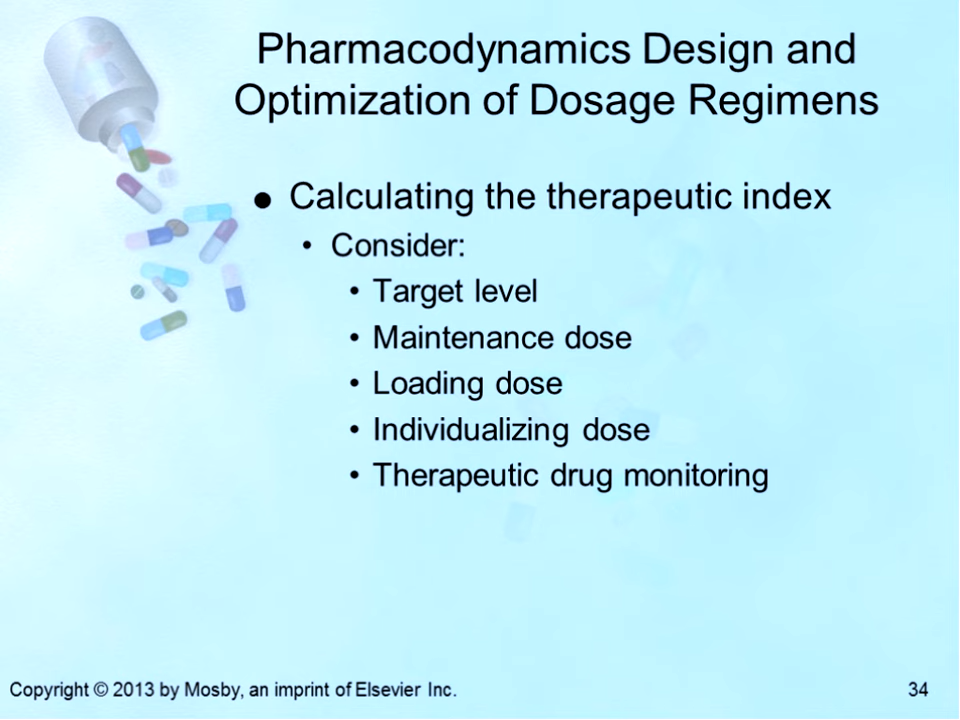 Pharmacodynamics Design and
Optimization of Dosage Regimens
● Calculating the therapeutic index
• Consider:
• Target level
• Maintenance dose
• Loading dose
• Individualizing dose
• Therapeutic drug monitoring
Copyright © 2013 by Mosby, an imprint of Elsevier Inc.
34